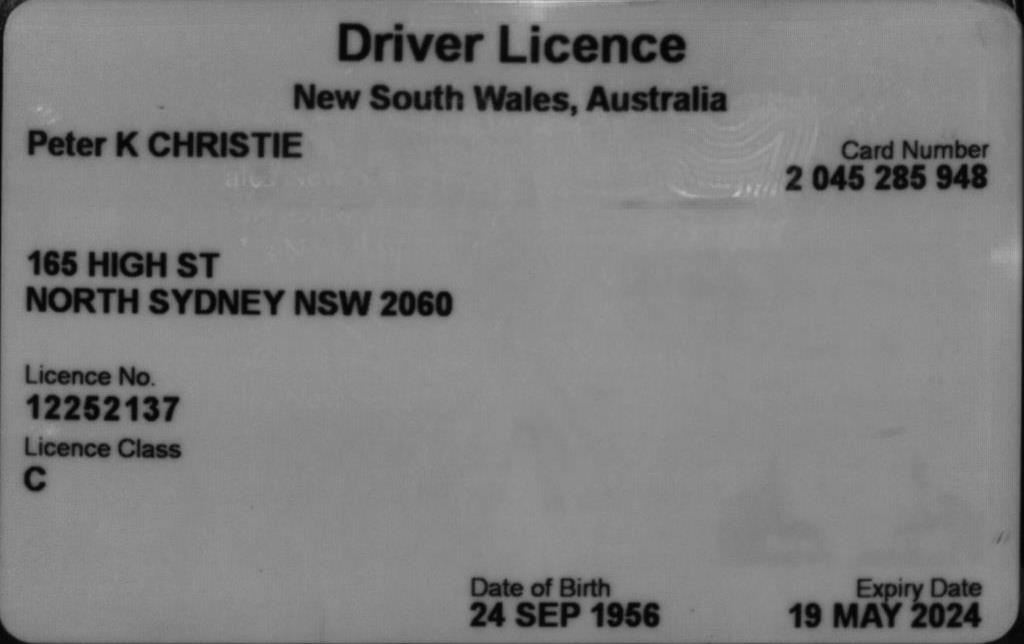 Driver Licence
New South Wales, Australia
Peter K CHRISTIE
Card Number
2 045 285 948
165 HIGH ST
NORTH SYDNEY NSW 2060
Licence No.
12252137
Licence Class
C
Date of Birth
24 SEP 1956
Expiry Date
19 MAY 2024